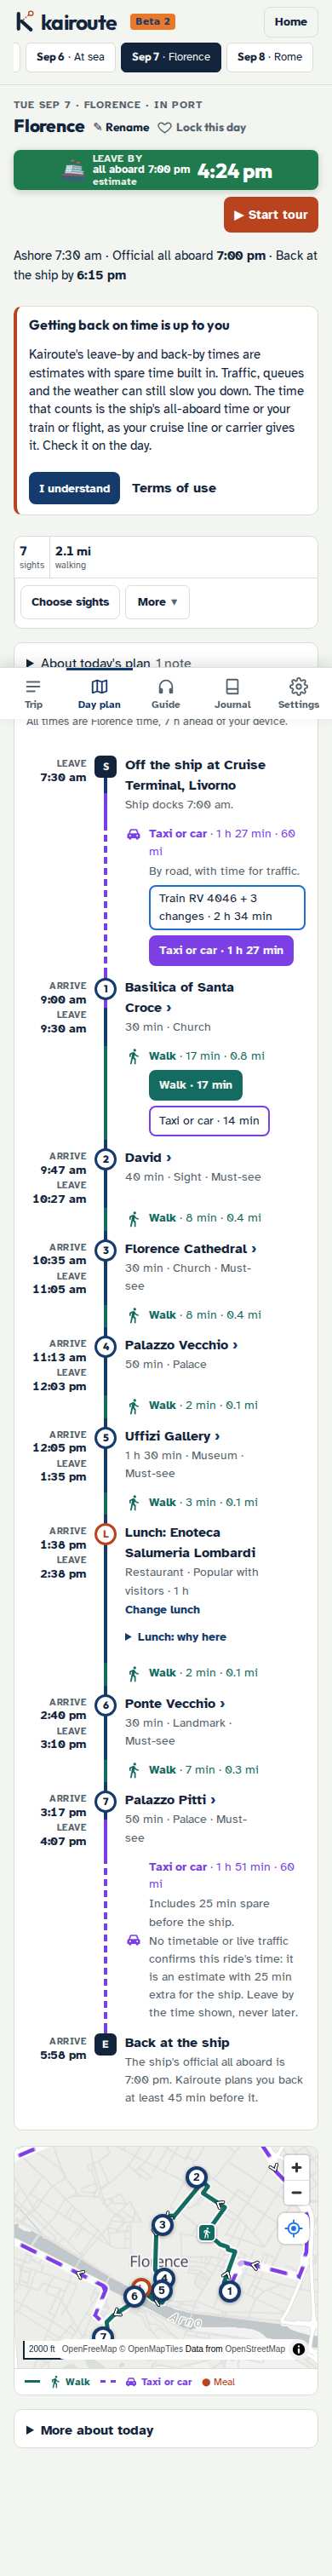 kairoute
Beta 2
Home
Sep 6 · At sea
Sep 7 · Florence
Sep 8 · Rome
TUE SEP 7 · FLORENCE · IN PORT
Florence
✎ Rename
Lock this day
LEAVE BY
all aboard 7:00 pm
estimate
4:24 pm
▶ Start tour
Ashore 7:30 am · Official all aboard 7:00 pm · Back at
the ship by 6:15 pm
Getting back on time is up to you
Kairoute's leave-by and back-by times are
estimates with spare time built in. Traffic, queues
and the weather can still slow you down. The time
that counts is the ship's all-aboard time or your
train or flight, as your cruise line or carrier gives
it. Check it on the day.
I understand
Terms of use
7
sights
2.1 mi
walking
Choose sights
More ▾
▶ About today's plan 1 note
Trip
Day plan
Guide
Journal
Settings
All times are Florence time, 7 h ahead of your device.
LEAVE
7:30 am
S
Off the ship at Cruise
Terminal, Livorno
Ship docks 7:00 am.
Taxi or car · 1 h 27 min · 60
mi
By road, with time for traffic.
Train RV 4046 + 3
changes · 2 h 34 min
Taxi or car · 1 h 27 min
ARRIVE
9:00 am
LEAVE
9:30 am
1
Basilica of Santa
Croce ›
30 min · Church
Walk · 17 min · 0.8 mi
Walk · 17 min
Taxi or car · 14 min
ARRIVE
9:47 am
LEAVE
10:27 am
2
David ›
40 min · Sight · Must-see
Walk · 8 min · 0.4 mi
ARRIVE
10:35 am
LEAVE
11:05 am
3
Florence Cathedral ›
30 min · Church · Must-
see
Walk · 8 min · 0.4 mi
ARRIVE
11:13 am
LEAVE
12:03 pm
4
Palazzo Vecchio ›
50 min · Palace
Walk · 2 min · 0.1 mi
ARRIVE
12:05 pm
LEAVE
1:35 pm
5
Uffizi Gallery ›
1 h 30 min · Museum ·
Must-see
Walk · 3 min · 0.1 mi
ARRIVE
1:38 pm
LEAVE
2:38 pm
L
Lunch: Enoteca
Salumeria Lombardi
Restaurant · Popular with
visitors · 1 h
Change lunch
▶ Lunch: why here
Walk · 2 min · 0.1 mi
ARRIVE
2:40 pm
LEAVE
3:10 pm
6
Ponte Vecchio ›
30 min · Landmark ·
Must-see
Walk · 7 min · 0.3 mi
ARRIVE
3:17 pm
LEAVE
4:07 pm
7
Palazzo Pitti ›
50 min · Palace · Must-
see
Taxi or car · 1 h 51 min · 60
mi
Includes 25 min spare
before the ship.
No timetable or live traffic
confirms this ride's time: it
is an estimate with 25 min
extra for the road. Leave by
the time shown, never later.
ARRIVE
5:58 pm
E
Back at the ship
The ship's official all aboard is
7:00 pm. Kairoute plans you back
at least 45 min before it.
2
3
Florence
4
5
6
1
7
Arno
+
−
2000 ft
OpenFreeMap © OpenMapTiles Data from OpenStreetMap
Walk
Taxi or car
Meal
▶ More about today